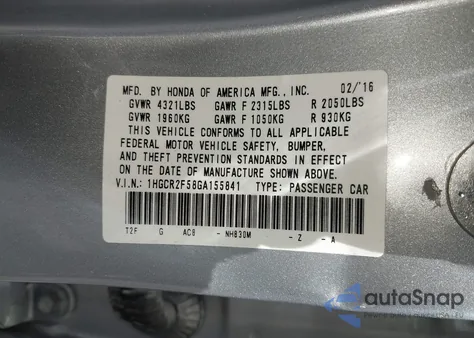 MFD. BY HONDA OF AMERICA MFG., INC. 02/'16
GVWR 4321LBS GAWR F 2315LBS R 2050LBS
GVWR 1960KG GAWR F 1050KG R 930KG
THIS VEHICLE CONFORMS TO ALL APPLICABLE
FEDERAL MOTOR VEHICLE SAFETY, BUMPER,
AND THEFT PREVENTION STANDARDS IN EFFECT
ON THE DATE OF MANUFACTURE SHOWN ABOVE.
V.I.N.: 1HGCR2F58GA155841 TYPE: PASSENGER CAR
T2F G AC8 - NH830M - Z - A
autoSnap